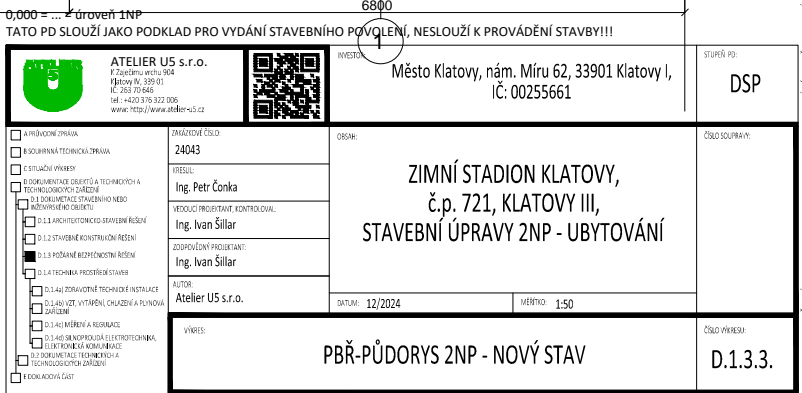 6800
0,000 = ... = úroveň 1NP
TATO PD SLOUŽÍ JAKO PODKLAD PRO VYDÁNÍ STAVEBNÍHO POVOLENÍ, NESLOUŽÍ K PROVÁDĚNÍ STAVBY!!!
1
ATELIER
U5
ATELIER U5 s.r.o.
K Zaječímu vrchu 904
Klatovy IV, 339 01
IČ: 263 70 646
tel.: +420 376 322 006
www: http://www.atelier-u5.cz
INVESTOR:
Město Klatovy, nám. Míru 62, 33901 Klatovy I,
IČ: 00255661
STUPEŇ PD:
DSP
A PRŮVODNÍ ZPRÁVA
B SOUHRNNÁ TECHNICKÁ ZPRÁVA
C SITUAČNÍ VÝKRESY
D DOKUMENTACE OBJEKTŮ A TECHNICKÝCH A
TECHNOLOGICKÝCH ZAŘÍZENÍ
D.1 DOKUMETACE STAVEBNÍHO NEBO
INŽENÝRSKÉHO OBJEKTU
D.1.1 ARCHITEKTONICKO-STAVEBNÍ ŘEŠENÍ
D.1.2 STAVEBNĚ KONSTRUKČNÍ ŘEŠENÍ
D.1.3 POŽÁRNĚ BEZPEČNOSTNÍ ŘEŠENÍ
D.1.4 TECHNIKA PROSTŘEDÍ STAVEB
D.1.4a) ZDRAVOTNĚ TECHNICKÉ INSTALACE
D.1.4b) VZT, VYTÁPĚNÍ, CHLAZENÍ A PLYNOVÁ
ZAŘÍZENÍ
D.1.4c) MĚŘENÍ A REGULACE
D.1.4d) SILNOPROUDÁ ELEKTROTECHNIKA,
ELEKTRONICKÁ KOMUNIKACE
D.2 DOKUMETACE TECHNICKÝCH A
TECHNOLOGICKÝCH ZAŘÍZENÍ
E DOKLADOVÁ ČÁST
ZAKÁZKOVÉ ČÍSLO:
24043
KRESLIL:
Ing. Petr Čonka
VEDOUCÍ PROJEKTANT, KONTROLOVAL:
Ing. Ivan Šillar
ZODPOVĚDNÝ PROJEKTANT:
Ing. Ivan Šillar
AUTOR:
Atelier U5 s.r.o.
OBSAH:
ZIMNÍ STADION KLATOVY,
č.p. 721, KLATOVY III,
STAVEBNÍ ÚPRAVY 2NP - UBYTOVÁNÍ
DATUM: 12/2024
MĚŘÍTKO: 1:50
ČÍSLO SOUPRAVY:
VÝKRES:
PBŘ-PŮDORYS 2NP - NOVÝ STAV
ČÍSLO VÝKRESU:
D.1.3.3.